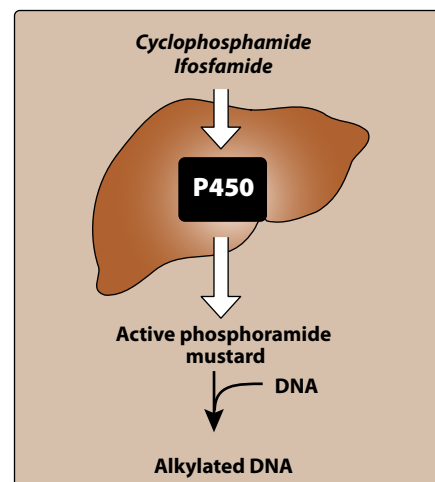 Cyclophosphamide
Ifosfamide
P450
Active phosphoramide
mustard
DNA
Alkylated DNA